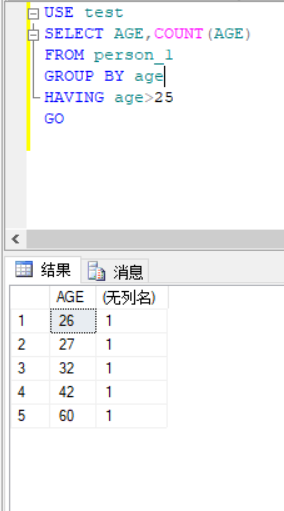 USE test
SELECT AGE,COUNT(AGE)
FROM person_1
GROUP BY age
HAVING age>25
GO
结果 消息
AGE (无列名)
1 26 1
2 27 1
3 32 1
4 42 1
5 60 1